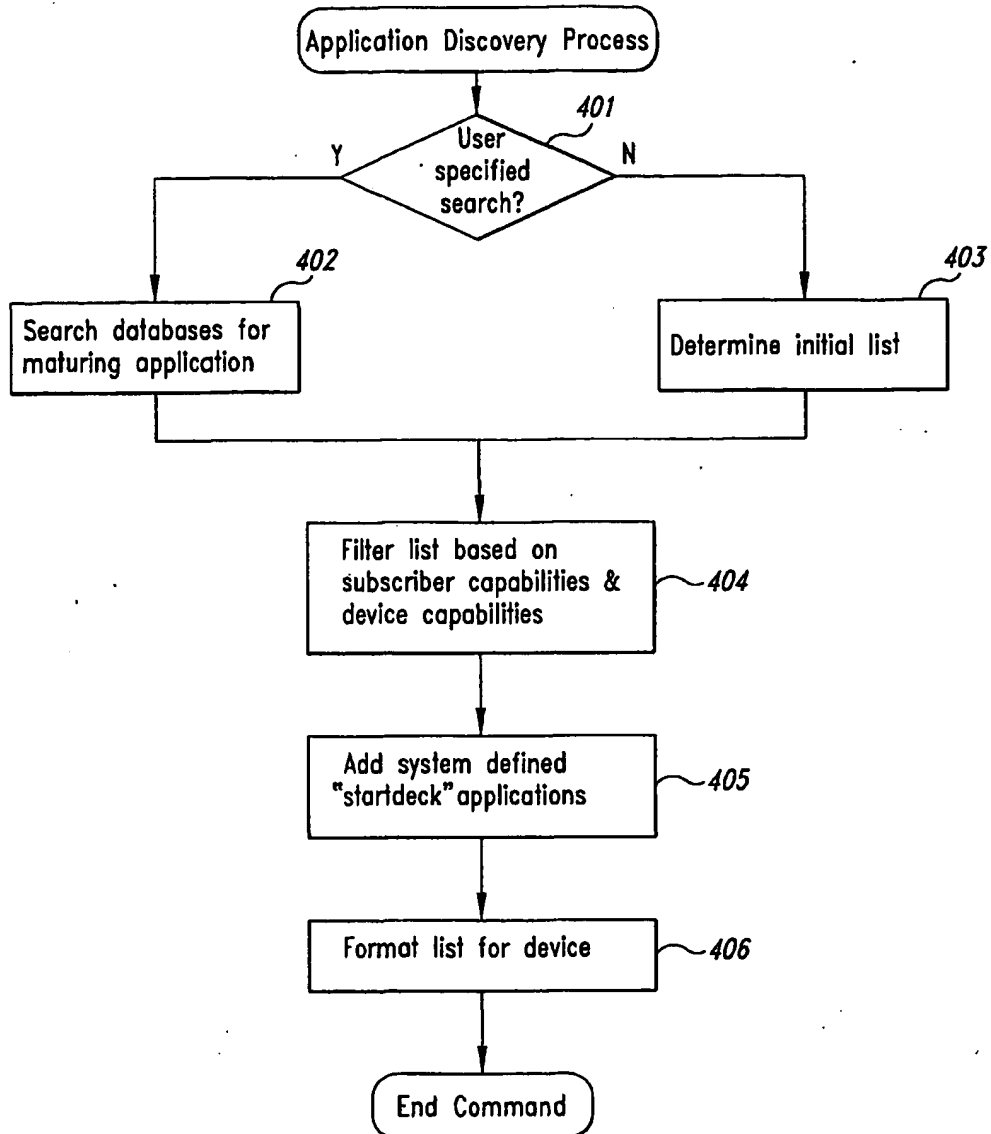 Application Discovery Process
401
User
specified
search?
Y
N
402
Search databases for
maturing application
403
Determine initial list
Filter list based on
subscriber capabilities &
device capabilities
404
Add system defined
"startdeck" applications
405
Format list for device
406
End Command